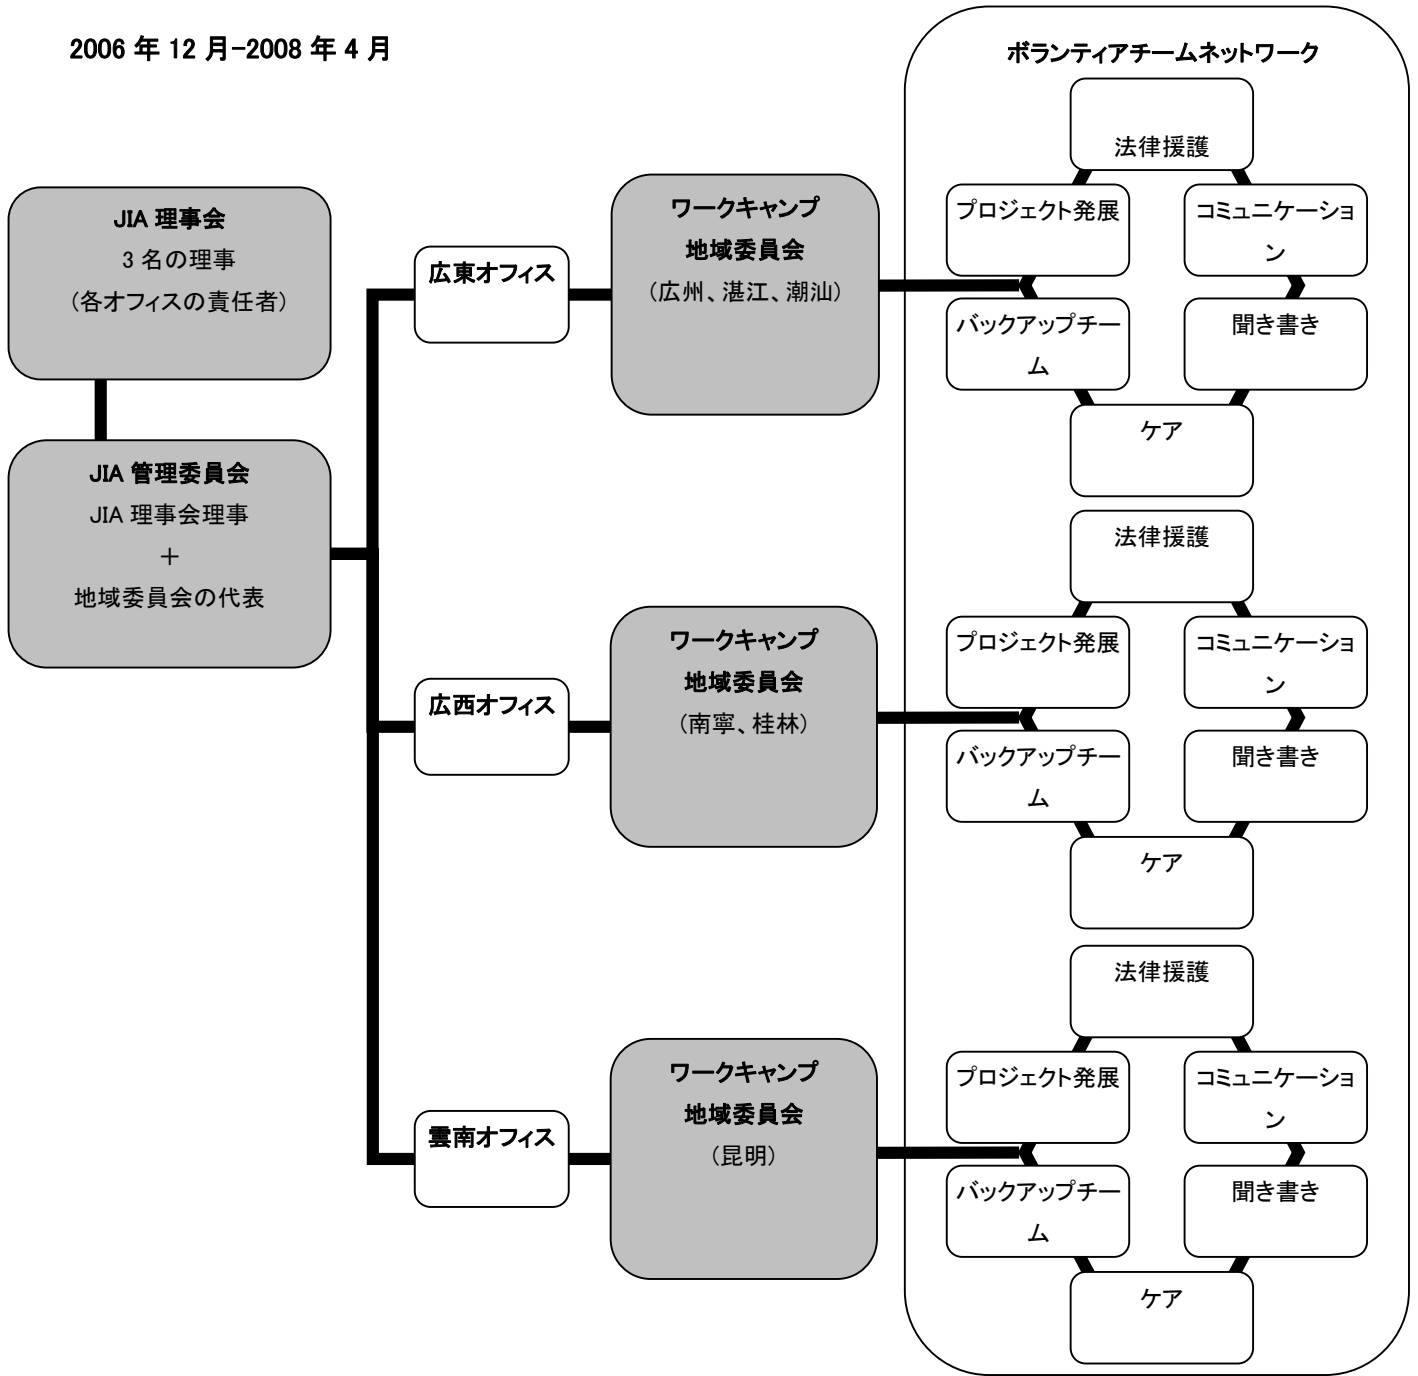 2006 年 12 月-2008 年 4 月
JIA 理事会
3 名の理事
(各オフィスの責任者)
JIA 管理委員会
JIA 理事会理事
＋
地域委員会の代表
広東オフィス
ワークキャンプ
地域委員会
(広州、湛江、潮汕)
広西オフィス
ワークキャンプ
地域委員会
(南寧、桂林)
雲南オフィス
ワークキャンプ
地域委員会
(昆明)
ボランティアチームネットワーク
法律援護
プロジェクト発展
コミュニケーショ
ン
バックアップチー
ム
聞き書き
ケア
法律援護
プロジェクト発展
コミュニケーショ
ン
バックアップチー
ム
聞き書き
ケア
法律援護
プロジェクト発展
コミュニケーショ
ン
バックアップチー
ム
聞き書き
ケア